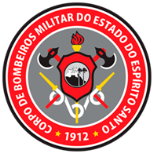 CORPO DE BOMBEIROS MILITAR DO ESTADO DO ESPÍRITO SANTO
1912